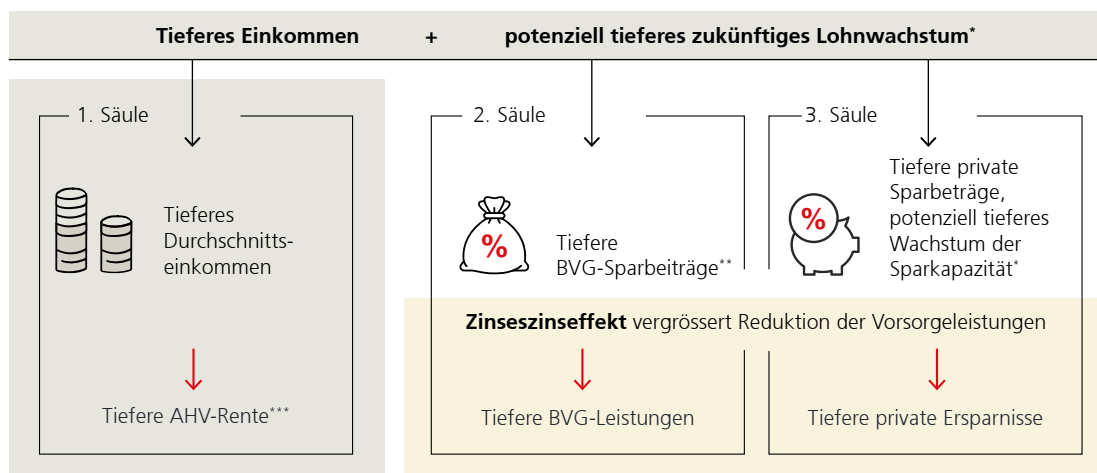 Tieferes Einkommen + potenziell tieferes zukünftiges Lohnwachstum*
1. Säule
Tieferes
Durchschnitts-
einkommen
Tiefere AHV-Rente***
2. Säule
%
Tiefere
BVG-Sparbeiträge**
3. Säule
%
Tiefere private
Sparbeträge,
potenziell tieferes
Wachstum der
Sparkapazität*
Zinseszinseffekt vergrössert Reduktion der Vorsorgeleistungen
Tiefere BVG-Leistungen
Tiefere private Ersparnisse